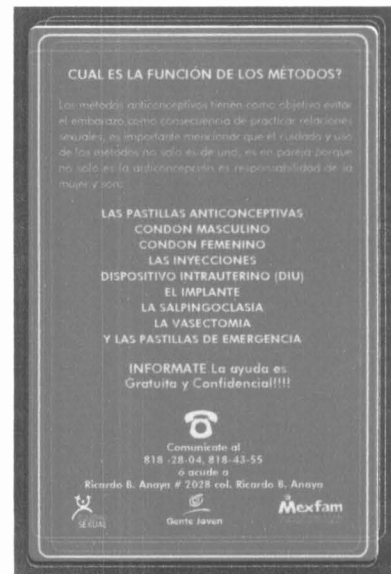 CUAL ES LA FUNCIÓN DE LOS MÉTODOS?
Los métodos anticonceptivos tienen como objetivo evitar
el embarazo como consecuencia de practicar relaciones
sexuales, es importante mencionar que el cuidado y uso
de los métodos no solo es de uno, es en pareja porque
no solo es la anticoncepción es responsabilidad de la
mujer y son:
LAS PASTILLAS ANTICONCEPTIVAS
CONDON MASCULINO
CONDON FEMENINO
LAS INYECCIONES
DISPOSITIVO INTRAUTERINO (DIU)
EL IMPLANTE
LA SALPINGOCLASIA
LA VASECTOMIA
Y LAS PASTILLAS DE EMERGENCIA
INFORMATE La ayuda es
Gratuita y Confidencial!!!!
Comunicate al
818 -28-04, 818-43-55
ó acude a
Ricardo B. Anaya # 2028 col. Ricardo B. Anaya
SEXUAL
Gente Joven
Mexfam